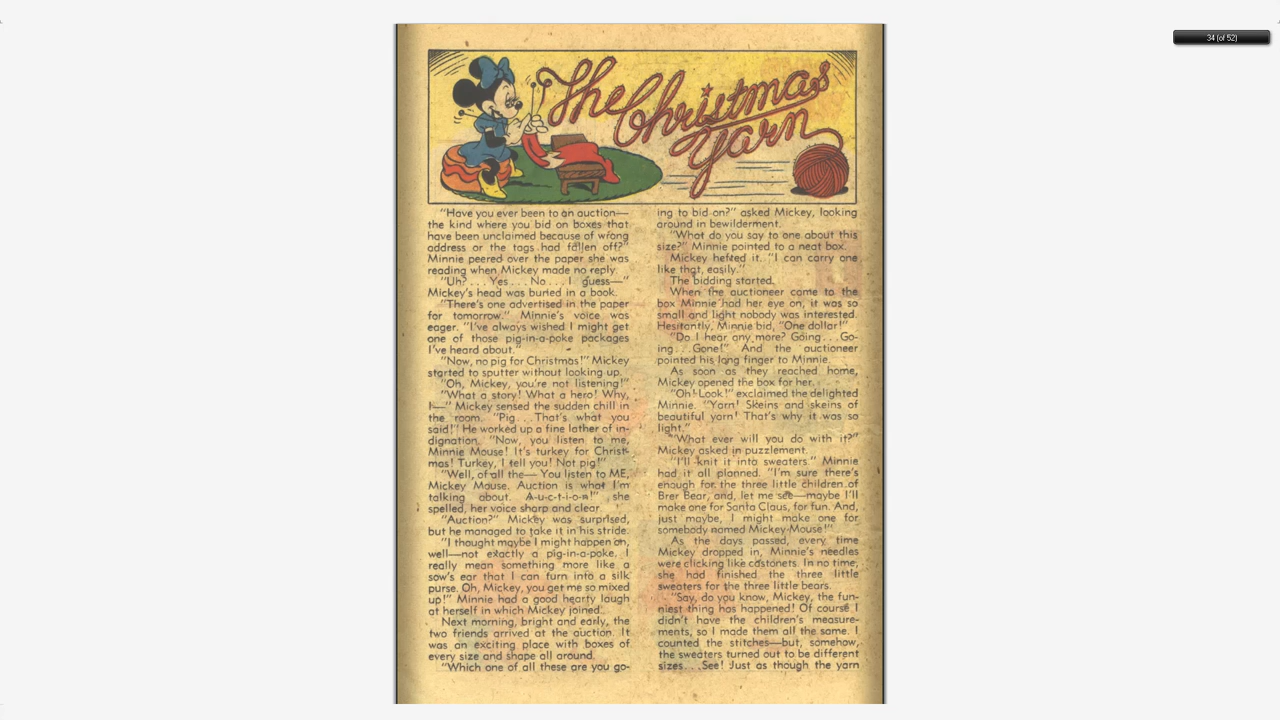 34 (of 52)
The Christmas
Yarn
"Have you ever been to an auction—
the kind where you bid on boxes that
have been unclaimed because of wrong
address or the tags had fallen off?"
Minnie peered over the paper she was
reading when Mickey made no reply.
"Uh? . . . Yes . . . No . . . I guess—"
Mickey's head was buried in a book.
"There's one advertised in the paper
for tomorrow." Minnie's voice was
eager. "I've always wished I might get
one of those pig-in-a-poke packages
I've heard about."
"Now, no pig for Christmas!" Mickey
started to sputter without looking up.
"Oh, Mickey, you're not listening!"
"What a story! What a hero! Why,
I—" Mickey sensed the sudden chill in
the room. "Pig . . . That's what you
said!" He worked up a fine lather of in-
dignation. "Now, you listen to me,
Minnie Mouse! It's turkey for Christ-
mas! Turkey, I tell you! Not pig!"
"Well, of all the— You listen to ME,
Mickey Mouse. Auction is what I'm
talking about. A-u-c-t-i-o-n!" she
spelled, her voice sharp and clear.
"Auction?" Mickey was surprised,
but he managed to take it in his stride.
"I thought maybe I might happen on,
well—not exactly a pig-in-a-poke. I
really mean something more like a
sow's ear that I can turn into a silk
purse. Oh, Mickey, you get me so mixed
up!" Minnie had a good hearty laugh
at herself in which Mickey joined.
Next morning, bright and early, the
two friends arrived at the auction. It
was an exciting place with boxes of
every size and shape all around.
"Which one of all these are you go-
ing to bid on?" asked Mickey, looking
around in bewilderment.
"What do you say to one about this
size?" Minnie pointed to a neat box.
Mickey hefted it. "I can carry one
like that, easily."
The bidding started.
When the auctioneer came to the
box Minnie had her eye on, it was so
small and light nobody was interested.
Hesitantly, Minnie bid, "One dollar!"
"Do I hear any more? Going . . . Go-
ing . . . Gone!" And the auctioneer
pointed his long finger to Minnie.
As soon as they reached home,
Mickey opened the box for her.
"Oh! Look!" exclaimed the delighted
Minnie. "Yarn! Skeins and skeins of
beautiful yarn! That's why it was so
light."
"What ever will you do with it?"
Mickey asked in puzzlement.
"I'll knit it into sweaters." Minnie
had it all planned. "I'm sure there's
enough for the three little children of
Brer Bear, and, let me see—maybe I'll
make one for Santa Claus, for fun. And,
just maybe, I might make one for
somebody named Mickey Mouse!"
As the days passed, every time
Mickey dropped in, Minnie's needles
were clicking like castanets. In no time,
she had finished the three little
sweaters for the three little bears.
"Say, do you know, Mickey, the fun-
niest thing has happened! Of course I
didn't have the children's measure-
ments, so I made them all the same. I
counted the stitches—but, somehow,
the sweaters turned out to be different
sizes . . . See! Just as though the yarn